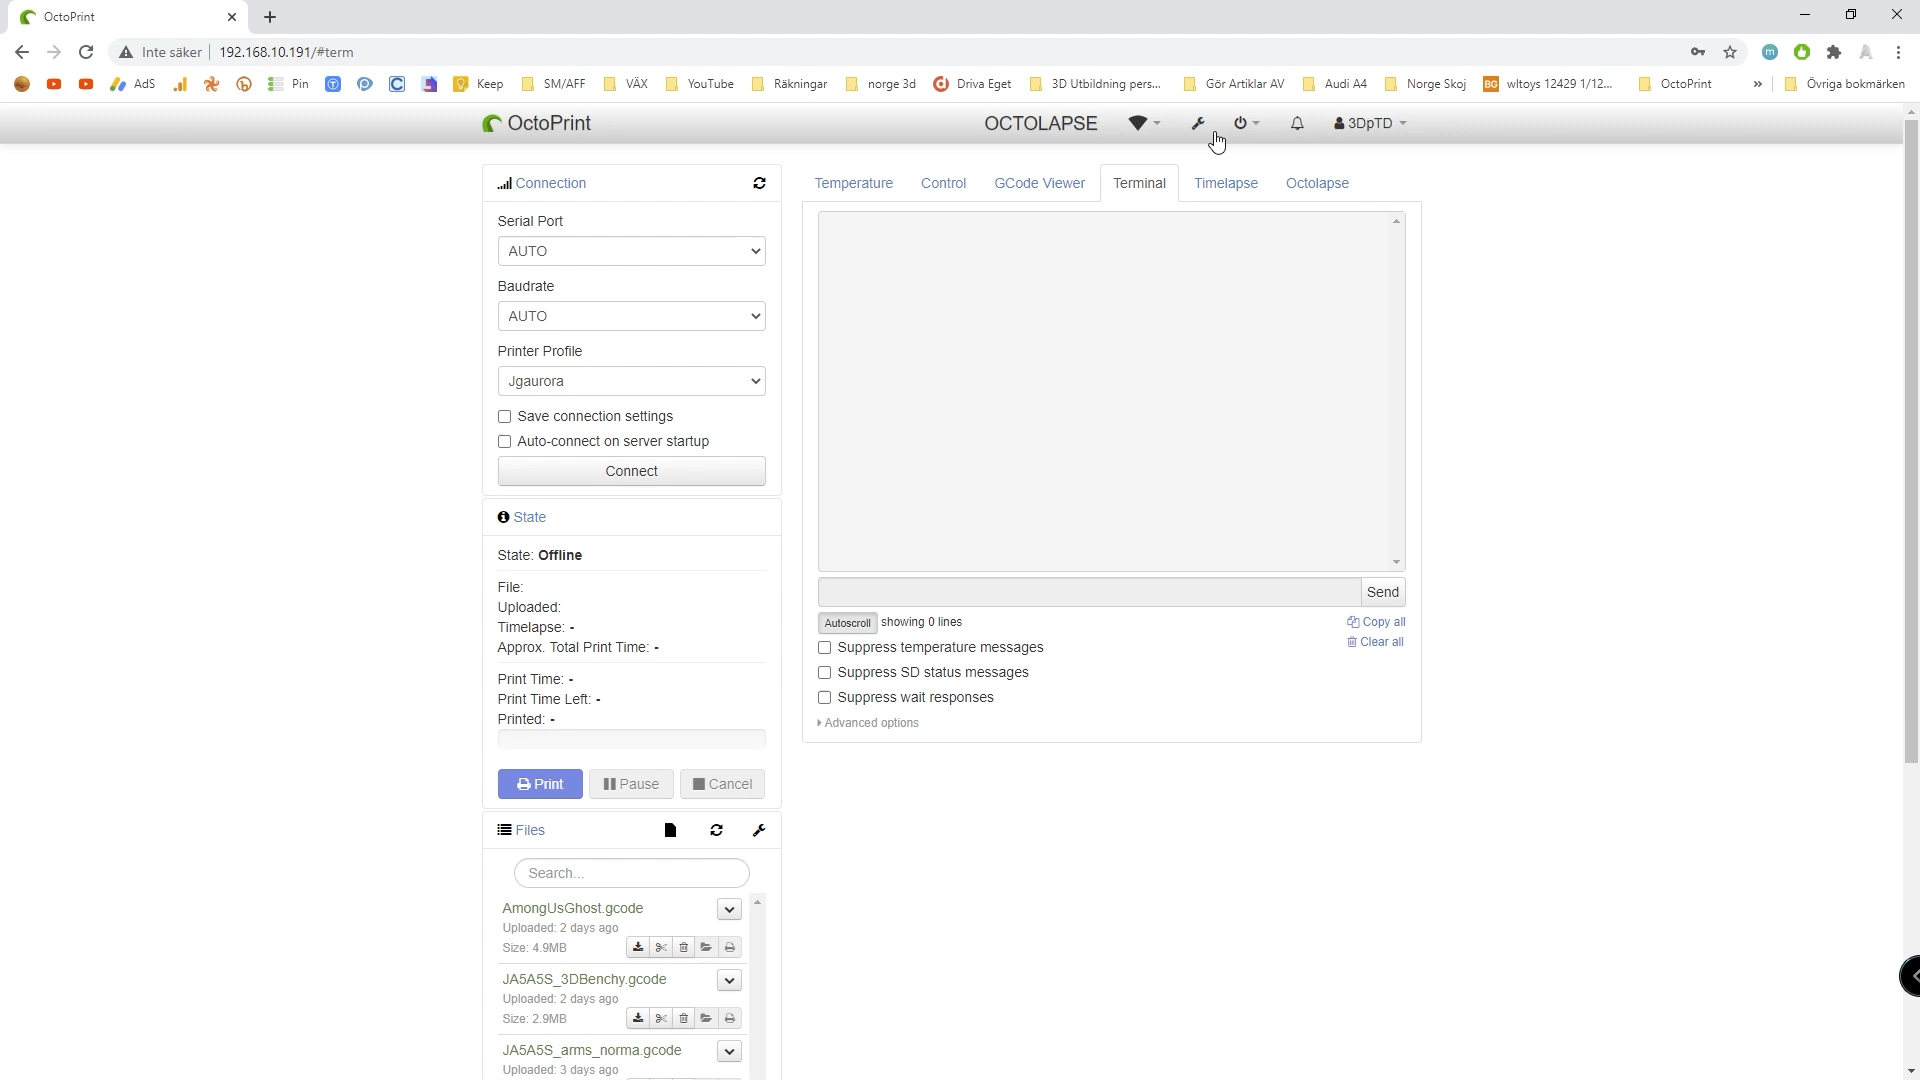 OctoPrint
Inte säker 192.168.10.191/#term
AdS Pin Keep SM/AFF VÄX YouTube Räkningar norge 3d Driva Eget 3D Utbildning pers... Gör Artiklar AV Audi A4 Norge Skoj BG wltoys 12429 1/12... OctoPrint » Övriga bokmärken
OctoPrint OCTOLAPSE 3DpTD
Connection
Serial Port
AUTO
Baudrate
AUTO
Printer Profile
Jgaurora
Save connection settings
Auto-connect on server startup
Connect
State
State: Offline
File:
Uploaded:
Timelapse: -
Approx. Total Print Time: -
Print Time: -
Print Time Left: -
Printed: -
Print Pause Cancel
Files
Search...
AmongUsGhost.gcode
Uploaded: 2 days ago
Size: 4.9MB
JA5A5S_3DBenchy.gcode
Uploaded: 2 days ago
Size: 2.9MB
JA5A5S_arms_norma.gcode
Uploaded: 3 days ago
Temperature Control GCode Viewer Terminal Timelapse Octolapse
Send
Autoscroll showing 0 lines
Copy all
Clear all
Suppress temperature messages
Suppress SD status messages
Suppress wait responses
Advanced options